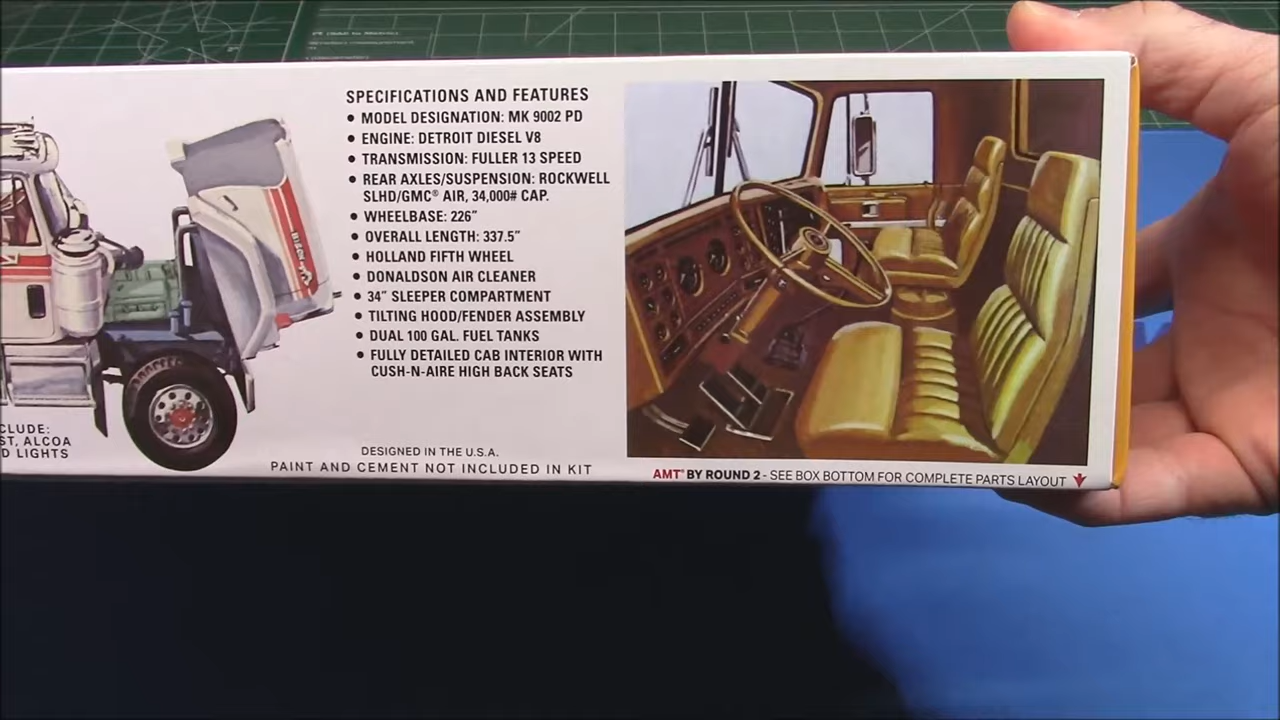 SPECIFICATIONS AND FEATURES
• MODEL DESIGNATION: MK 9002 PD
• ENGINE: DETROIT DIESEL V8
• TRANSMISSION: FULLER 13 SPEED
• REAR AXLES/SUSPENSION: ROCKWELL
SLHD/GMC® AIR, 34,000# CAP.
• WHEELBASE: 226"
• OVERALL LENGTH: 337.5"
• HOLLAND FIFTH WHEEL
• DONALDSON AIR CLEANER
• 34" SLEEPER COMPARTMENT
• TILTING HOOD/FENDER ASSEMBLY
• DUAL 100 GAL. FUEL TANKS
• FULLY DETAILED CAB INTERIOR WITH
CUSH-N-AIRE HIGH BACK SEATS
BISON
CLUDE:
ST, ALCOA
D LIGHTS
DESIGNED IN THE U.S.A.
PAINT AND CEMENT NOT INCLUDED IN KIT
AMT® BY ROUND 2 - SEE BOX BOTTOM FOR COMPLETE PARTS LAYOUT